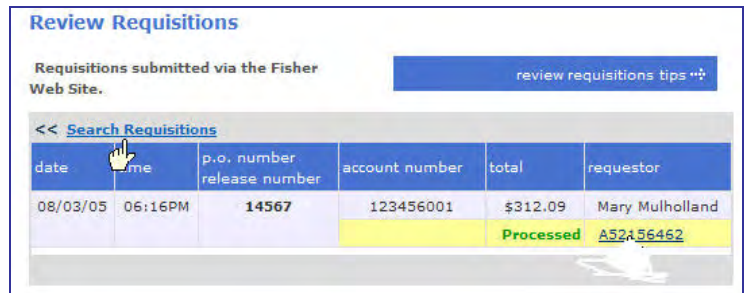 Review Requisitions
Requisitions submitted via the Fisher
Web Site.
review requisitions tips
<< Search Requisitions
date
p.o. number
release number
account number
total
requestor
08/03/05 06:16PM 14567 123456001 $312.09 Mary Mulholland
Processed A52156462